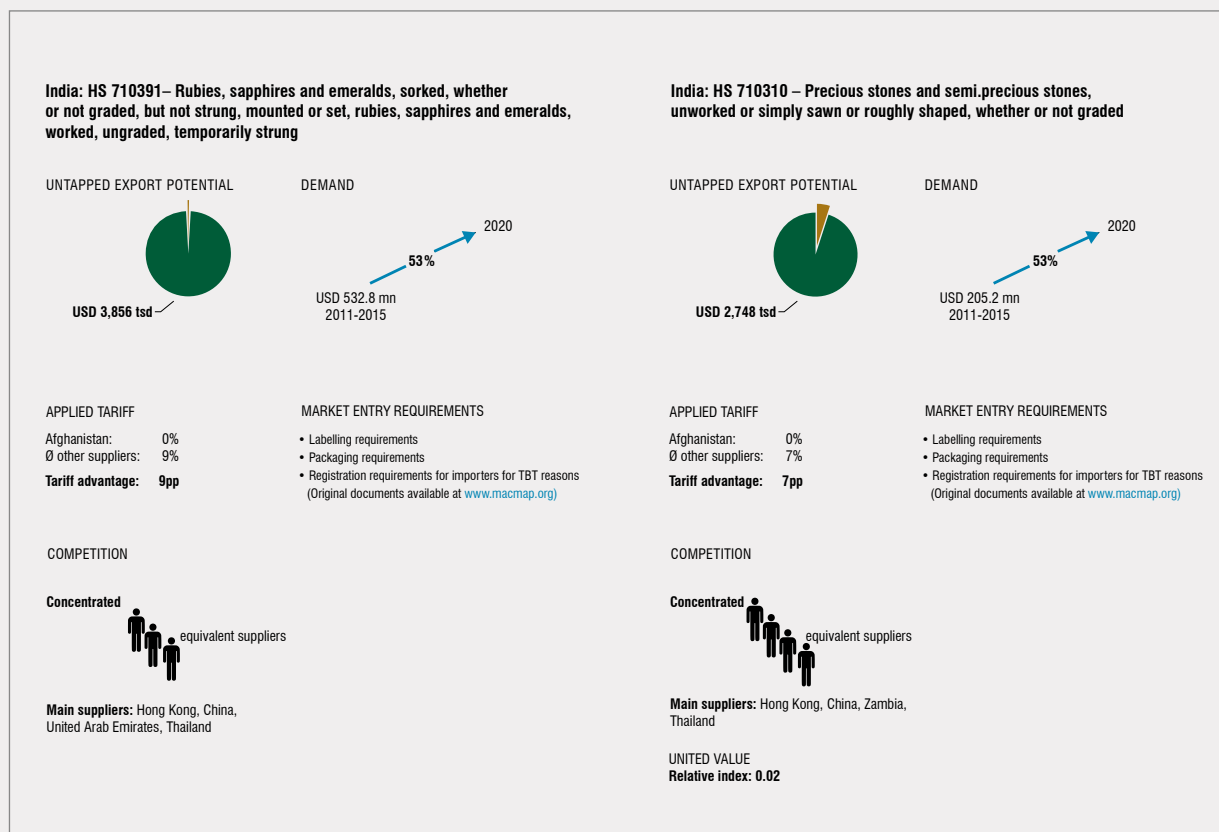 India: HS 710391– Rubies, sapphires and emeralds, sorked, whether
or not graded, but not strung, mounted or set, rubies, sapphires and emeralds,
worked, ungraded, temporarily strung
UNTAPPED EXPORT POTENTIAL
USD 3,856 tsd
DEMAND
2020
53%
USD 532.8 mn
2011-2015
APPLIED TARIFF
Afghanistan: 0%
Ø other suppliers: 9%
Tariff advantage: 9pp
MARKET ENTRY REQUIREMENTS
• Labelling requirements
• Packaging requirements
• Registration requirements for importers for TBT reasons
(Original documents available at www.macmap.org)
COMPETITION
Concentrated
equivalent suppliers
Main suppliers: Hong Kong, China,
United Arab Emirates, Thailand
India: HS 710310 – Precious stones and semi.precious stones,
unworked or simply sawn or roughly shaped, whether or not graded
UNTAPPED EXPORT POTENTIAL
USD 2,748 tsd
DEMAND
2020
53%
USD 205.2 mn
2011-2015
APPLIED TARIFF
Afghanistan: 0%
Ø other suppliers: 7%
Tariff advantage: 7pp
MARKET ENTRY REQUIREMENTS
• Labelling requirements
• Packaging requirements
• Registration requirements for importers for TBT reasons
(Original documents available at www.macmap.org)
COMPETITION
Concentrated
equivalent suppliers
Main suppliers: Hong Kong, China, Zambia,
Thailand
UNITED VALUE
Relative index: 0.02